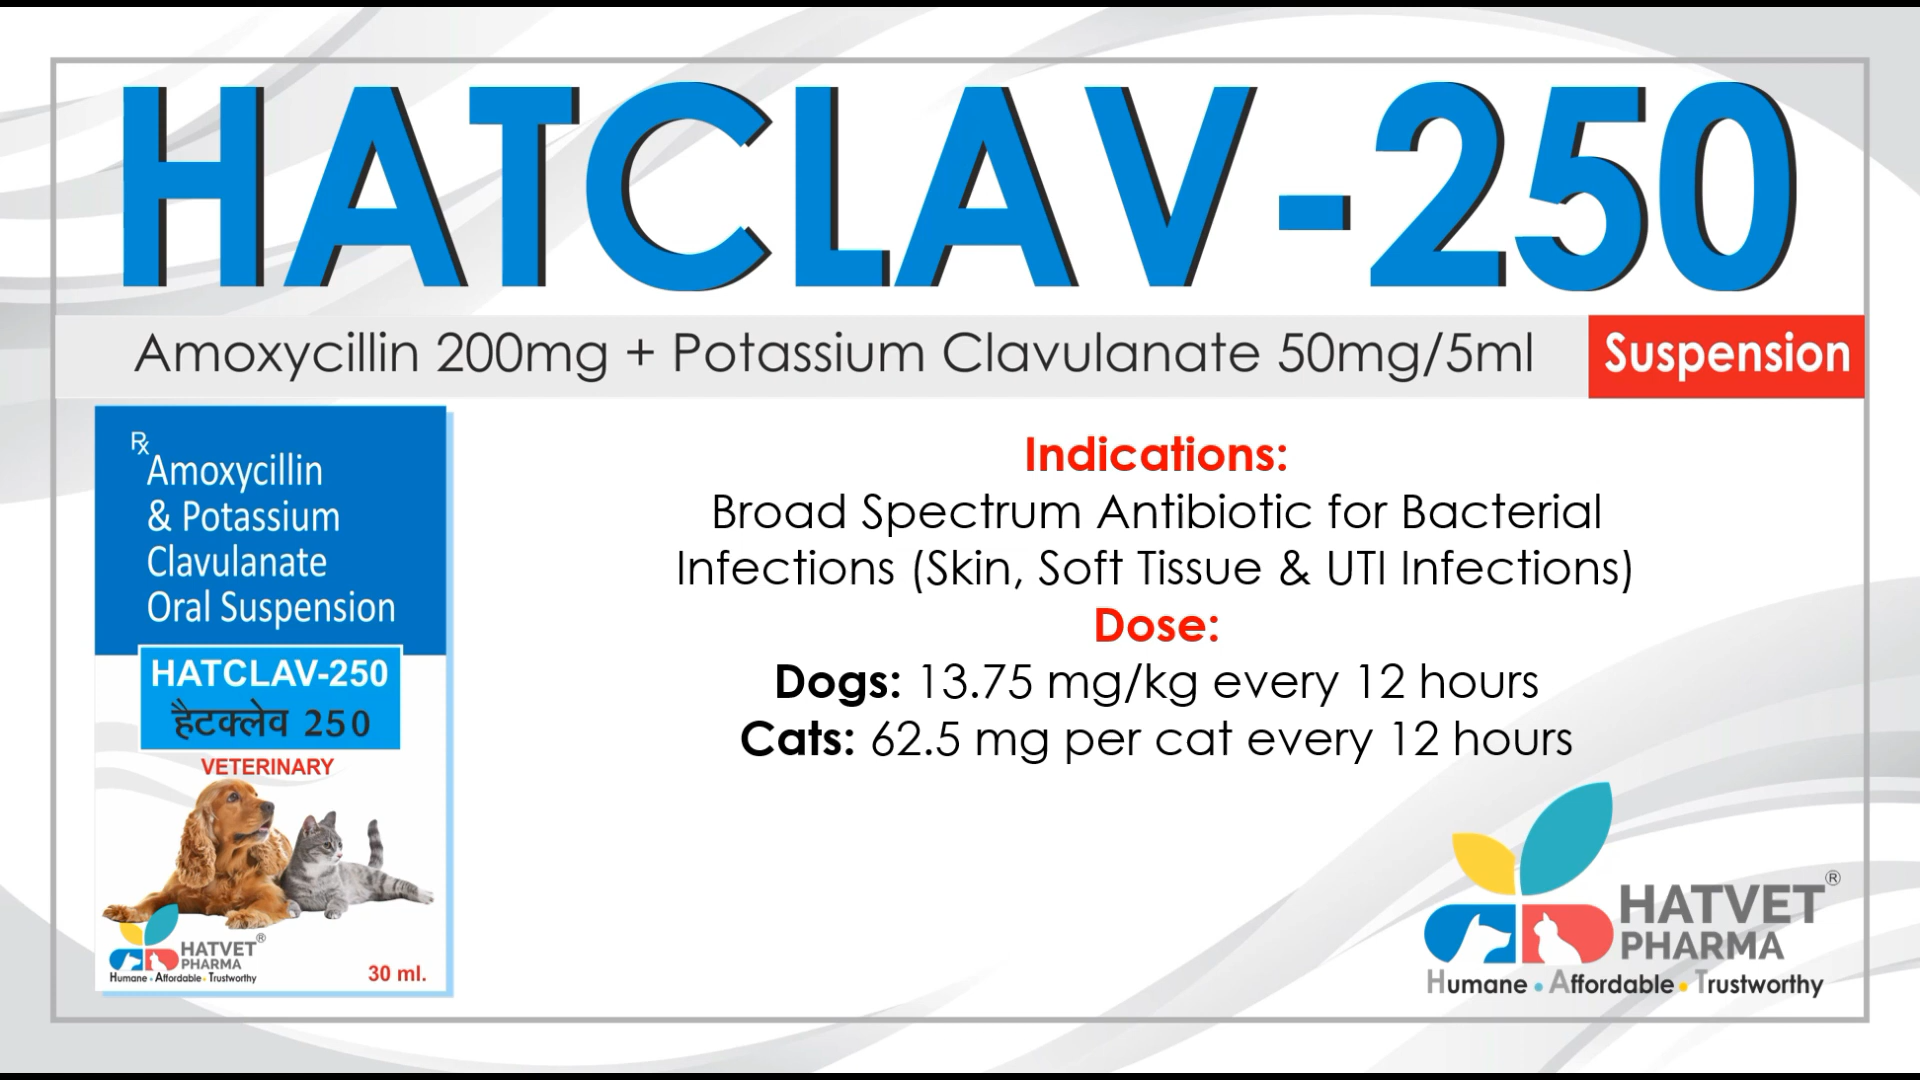 HATCLAV-250
Amoxycillin 200mg + Potassium Clavulanate 50mg/5ml
Suspension
Rx
Amoxycillin
& Potassium
Clavulanate
Oral Suspension
HATCLAV-250
हैटक्लेव 250
VETERINARY
HATVET®
PHARMA
Humane • Affordable • Trustworthy
30 ml.
Indications:
Broad Spectrum Antibiotic for Bacterial
Infections (Skin, Soft Tissue & UTI Infections)
Dose:
Dogs: 13.75 mg/kg every 12 hours
Cats: 62.5 mg per cat every 12 hours
HATVET®
PHARMA
Humane • Affordable • Trustworthy